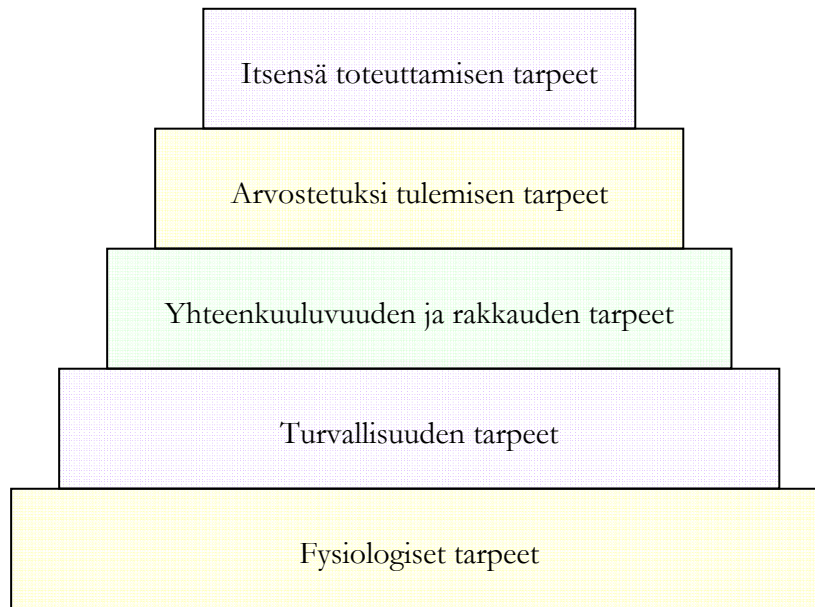 Itsensä toteuttamisen tarpeet
Arvostetuksi tulemisen tarpeet
Yhteenkuuluvuuden ja rakkauden tarpeet
Turvallisuuden tarpeet
Fysiologiset tarpeet